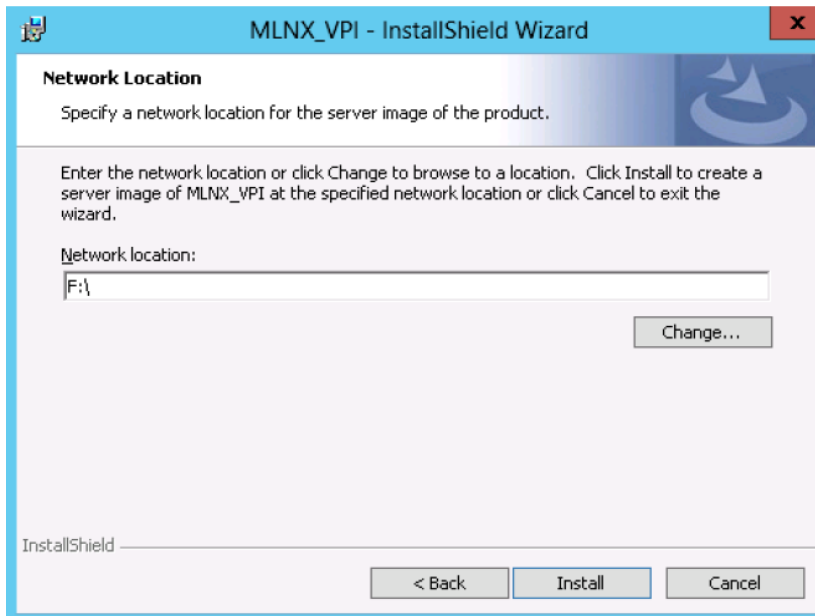 MLNX_VPI - InstallShield Wizard
x
Network Location
Specify a network location for the server image of the product.
Enter the network location or click Change to browse to a location. Click Install to create a
server image of MLNX_VPI at the specified network location or click Cancel to exit the
wizard.
Network location:
F:\
Change...
InstallShield
< Back Install Cancel